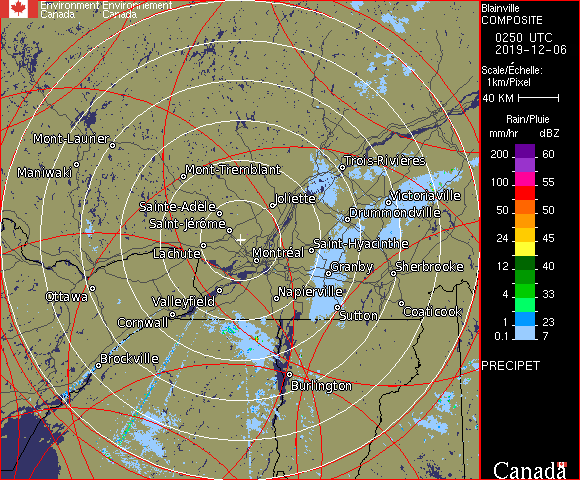 Environment Environnement
Canada Canada
Blainville
COMPOSITE
0250 UTC
2019-12-06
Scale/Échelle:
1km/Pixel
40 KM
Rain/Pluie
mm/hr dBZ
200 60
100 55
50 50
24 45
12 40
4 33
1 23
0.1 7
PRECIPET
Canada
Mont-Laurier
Maniwaki
Mont-Tremblant
Trois-Rivières
Joliette
Victoriaville
Sainte-Adèle
Drummondville
Saint-Jérôme
Lachute
Montréal
Saint-Hyacinthe
Granby
Sherbrooke
Ottawa
Valleyfield
Napierville
Cornwall
Sutton
Coaticook
Brockville
Burlington